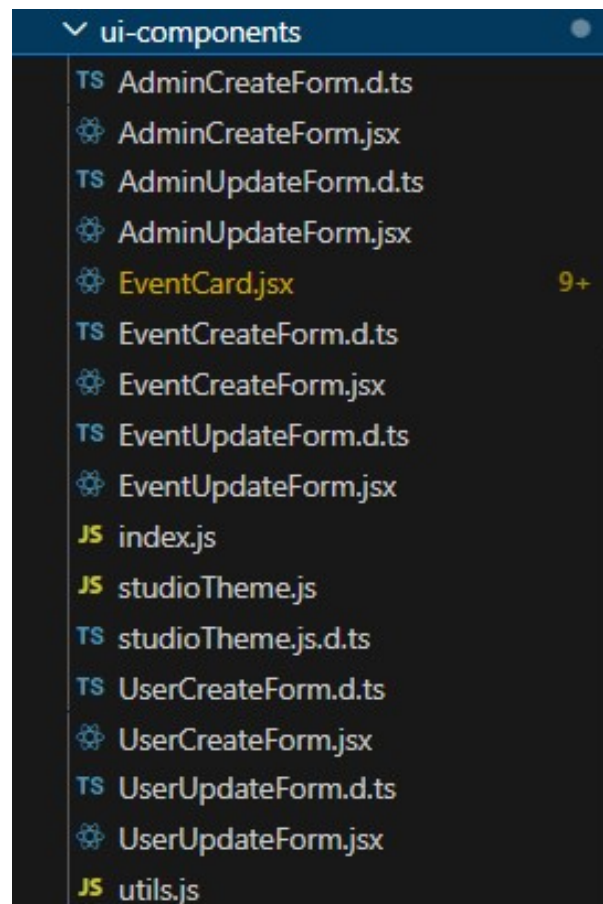 ui-components
TS AdminCreateForm.d.ts
AdminCreateForm.jsx
TS AdminUpdateForm.d.ts
AdminUpdateForm.jsx
EventCard.jsx 9+
TS EventCreateForm.d.ts
EventCreateForm.jsx
TS EventUpdateForm.d.ts
EventUpdateForm.jsx
JS index.js
JS studioTheme.js
TS studioTheme.js.d.ts
TS UserCreateForm.d.ts
UserCreateForm.jsx
TS UserUpdateForm.d.ts
UserUpdateForm.jsx
JS utils.js